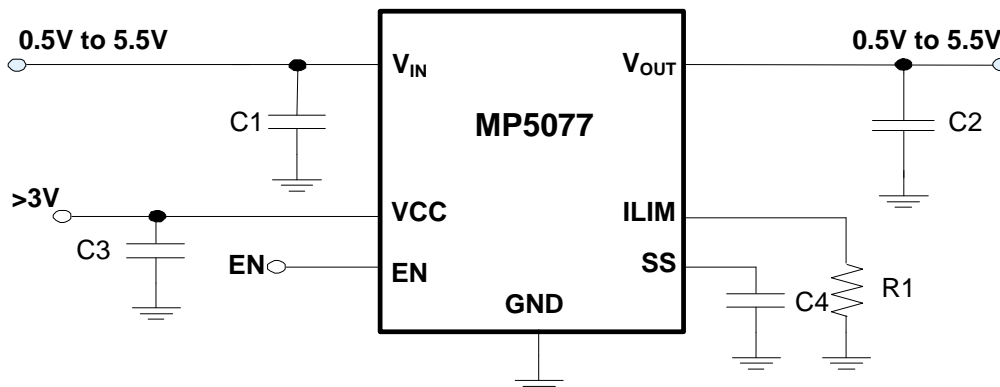 0.5V to 5.5V
0.5V to 5.5V
VIN
VOUT
C1
MP5077
C2
>3V
VCC
ILIM
C3
EN
EN
SS
C4
R1
GND